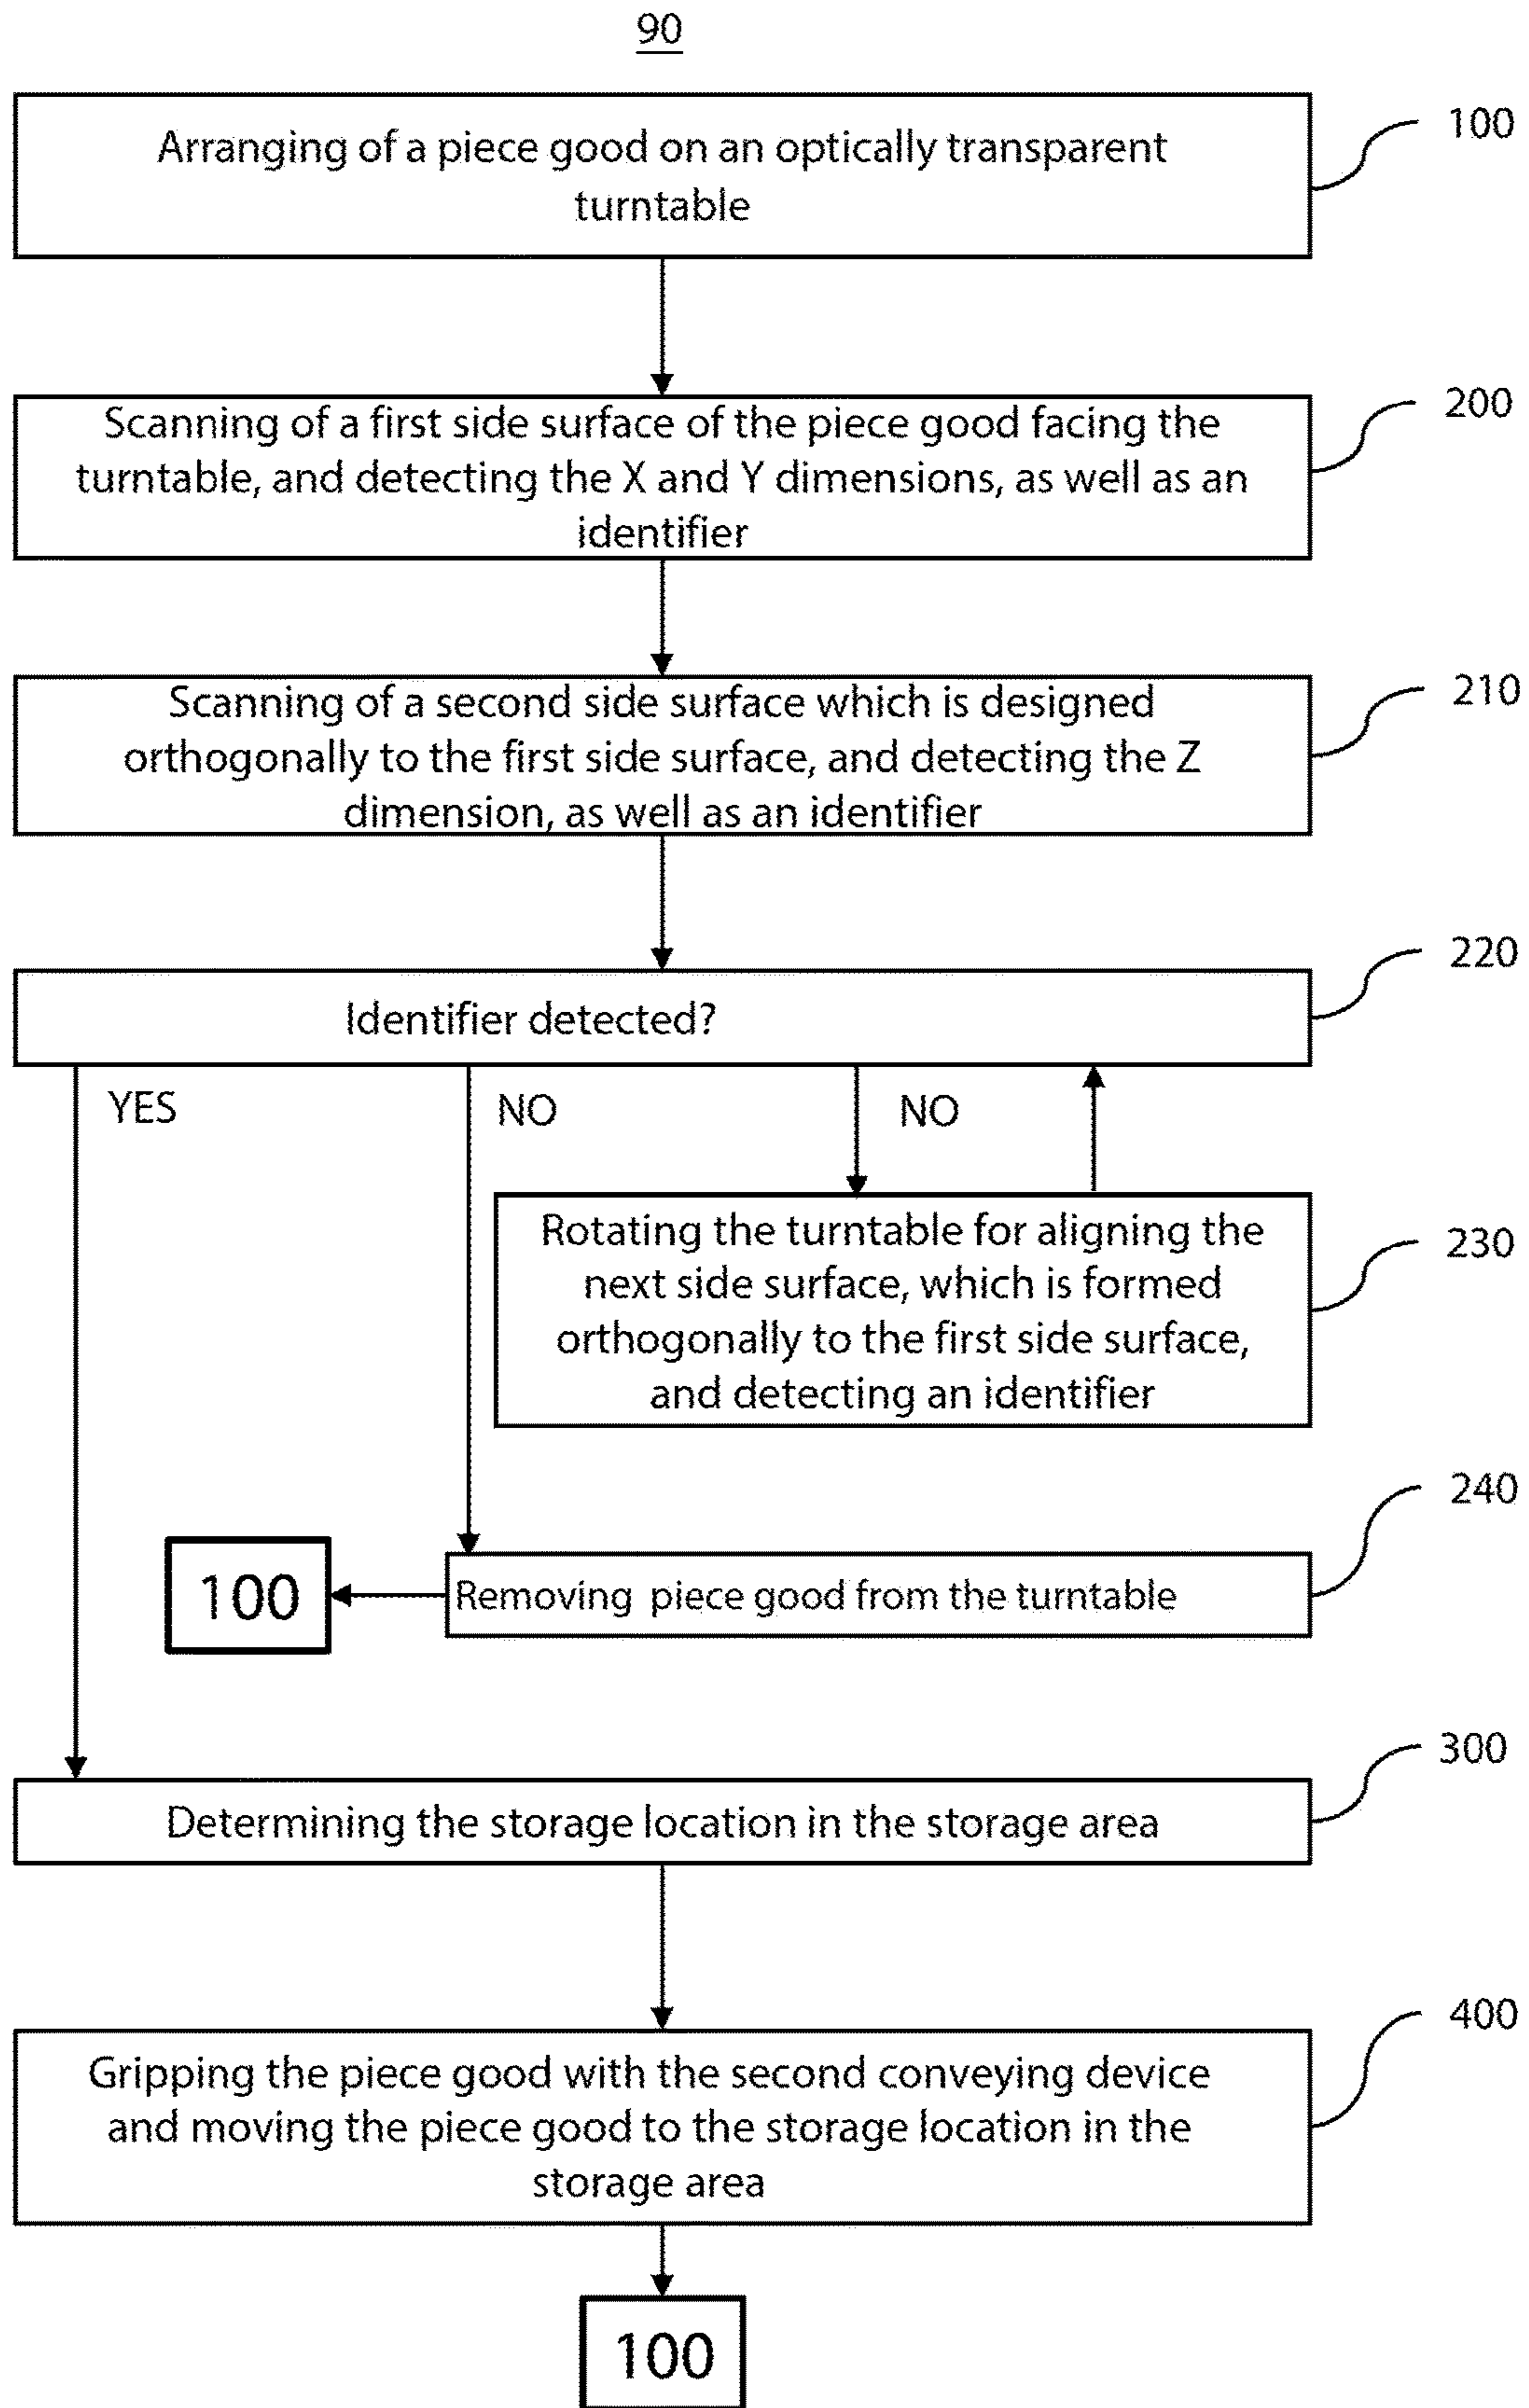 90
Arranging of a piece good on an optically transparent
turntable
100
Scanning of a first side surface of the piece good facing the
turntable, and detecting the X and Y dimensions, as well as an
identifier
200
Scanning of a second side surface which is designed
orthogonally to the first side surface, and detecting the Z
dimension, as well as an identifier
210
Identifier detected?
220
YES
NO
NO
Rotating the turntable for aligning the
next side surface, which is formed
orthogonally to the first side surface,
and detecting an identifier
230
Removing piece good from the turntable
240
100
Determining the storage location in the storage area
300
Gripping the piece good with the second conveying device
and moving the piece good to the storage location in the
storage area
400
100